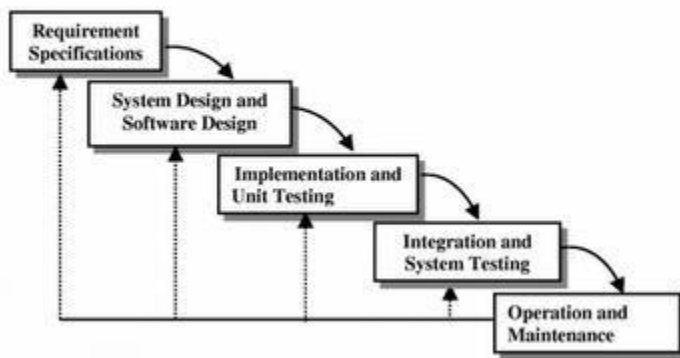 Requirement
Specifications
System Design and
Software Design
Implementation and
Unit Testing
Integration and
System Testing
Operation and
Maintenance